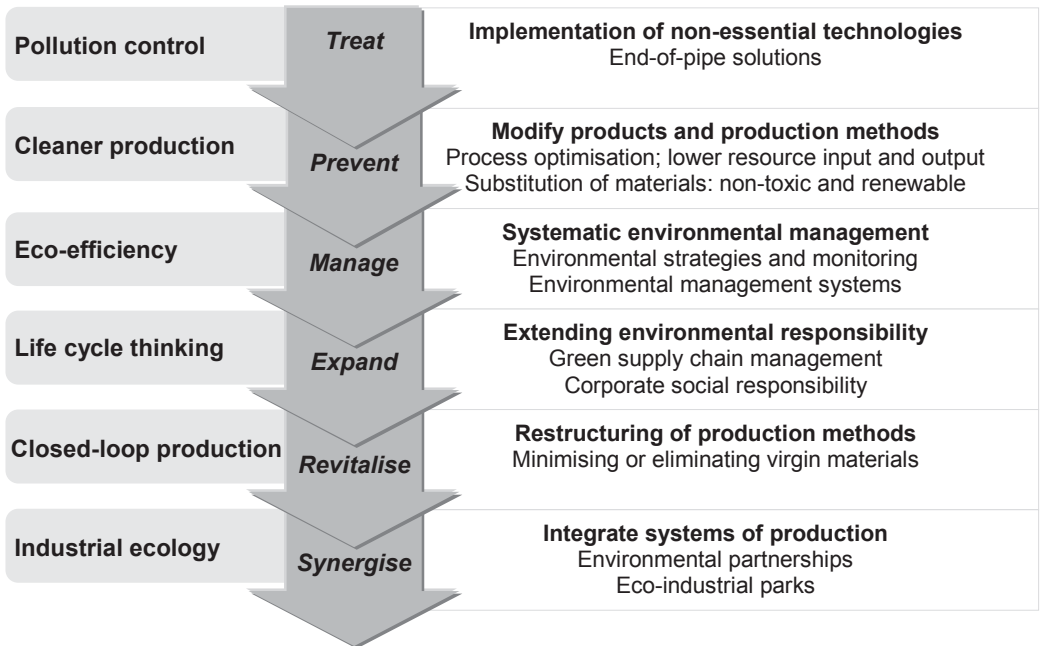 Pollution control
Treat
Implementation of non-essential technologies
End-of-pipe solutions
Cleaner production
Prevent
Modify products and production methods
Process optimisation; lower resource input and output
Substitution of materials: non-toxic and renewable
Eco-efficiency
Manage
Systematic environmental management
Environmental strategies and monitoring
Environmental management systems
Life cycle thinking
Expand
Extending environmental responsibility
Green supply chain management
Corporate social responsibility
Closed-loop production
Revitalise
Restructuring of production methods
Minimising or eliminating virgin materials
Industrial ecology
Synergise
Integrate systems of production
Environmental partnerships
Eco-industrial parks